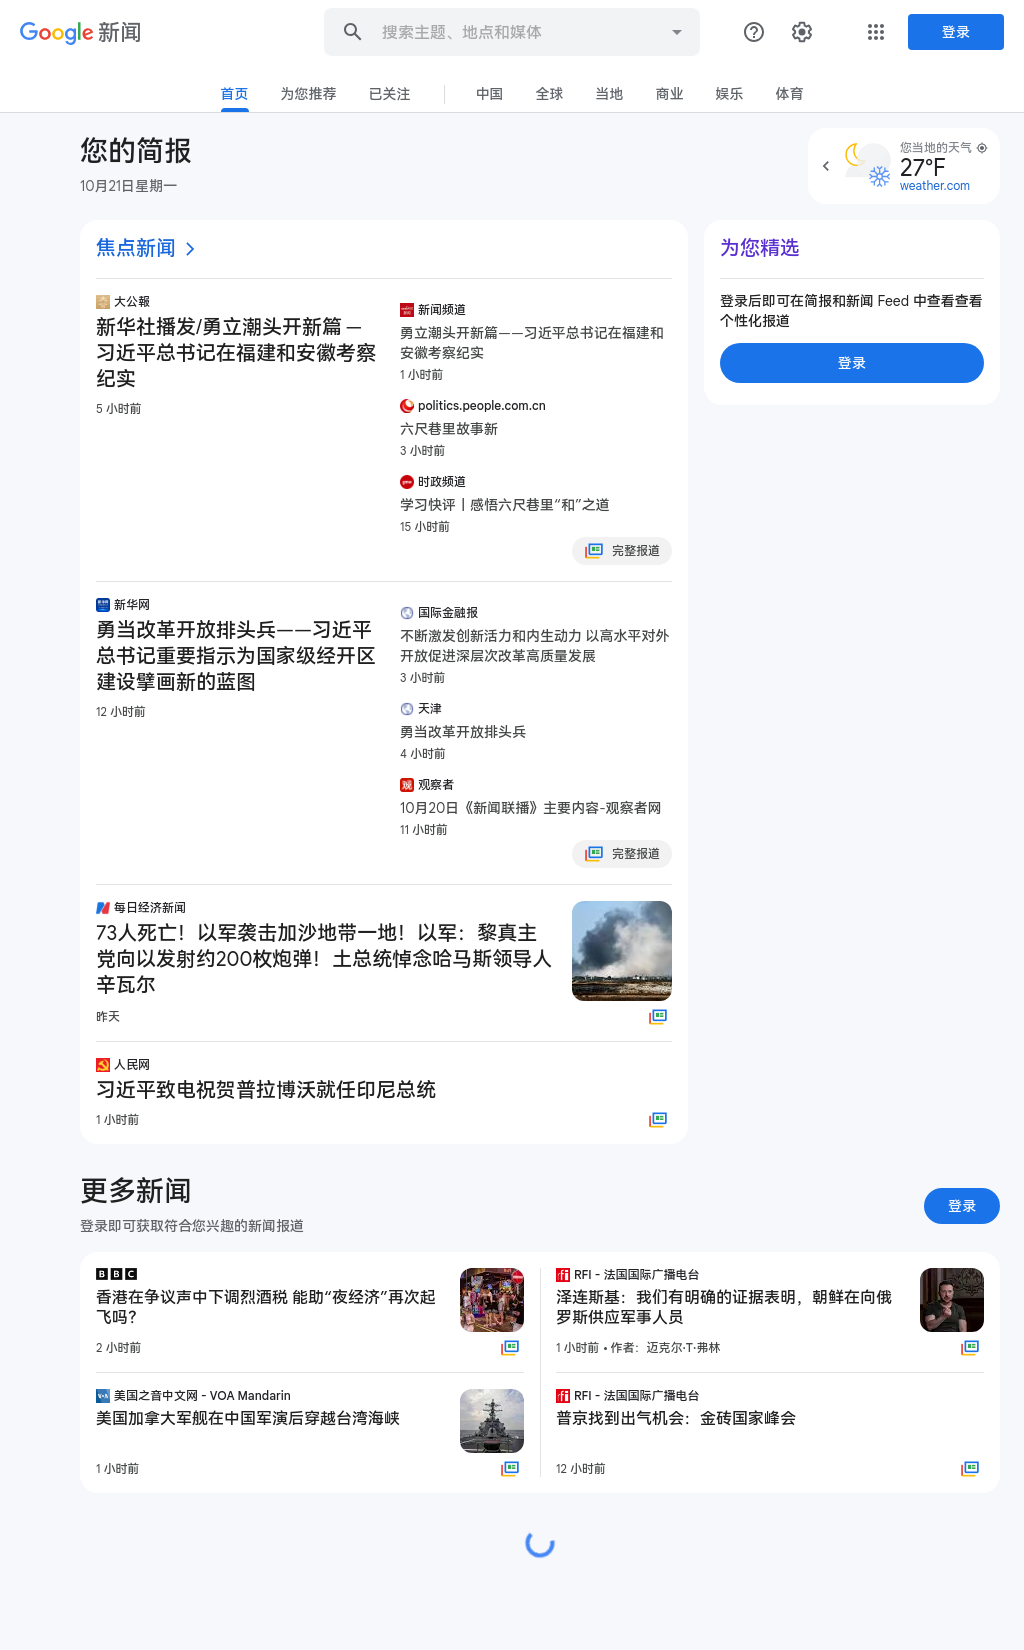 Google 新闻
搜索主题、地点和媒体
登录
首页
为您推荐
已关注
中国
全球
当地
商业
娱乐
体育
您的简报
10月21日星期一
您当地的天气
27°F
weather.com
焦点新闻
大公報
新华社播发/勇立潮头开新篇 —
习近平总书记在福建和安徽考察
纪实
5 小时前
新闻频道
勇立潮头开新篇——习近平总书记在福建和
安徽考察纪实
1 小时前
politics.people.com.cn
六尺巷里故事新
3 小时前
时政频道
学习快评丨感悟六尺巷里“和”之道
15 小时前
完整报道
新华网
勇当改革开放排头兵——习近平
总书记重要指示为国家级经开区
建设擘画新的蓝图
12 小时前
国际金融报
不断激发创新活力和内生动力 以高水平对外
开放促进深层次改革高质量发展
3 小时前
天津
勇当改革开放排头兵
4 小时前
观
观察者
10月20日《新闻联播》主要内容-观察者网
11 小时前
完整报道
每日经济新闻
73人死亡！以军袭击加沙地带一地！以军：黎真主
党向以发射约200枚炮弹！土总统悼念哈马斯领导人
辛瓦尔
昨天
人民网
习近平致电祝贺普拉博沃就任印尼总统
1 小时前
为您精选
登录后即可在简报和新闻 Feed 中查看查看
个性化报道
登录
更多新闻
登录即可获取符合您兴趣的新闻报道
登录
BBC
香港在争议声中下调烈酒税 能助“夜经济”再次起
飞吗？
2 小时前
rfi
RFI - 法国国际广播电台
泽连斯基：我们有明确的证据表明，朝鲜在向俄
罗斯供应军事人员
1 小时前 • 作者：迈克尔·T·弗林
VOA
美国之音中文网 - VOA Mandarin
美国加拿大军舰在中国军演后穿越台湾海峡
1 小时前
rfi
RFI - 法国国际广播电台
普京找到出气机会：金砖国家峰会
12 小时前